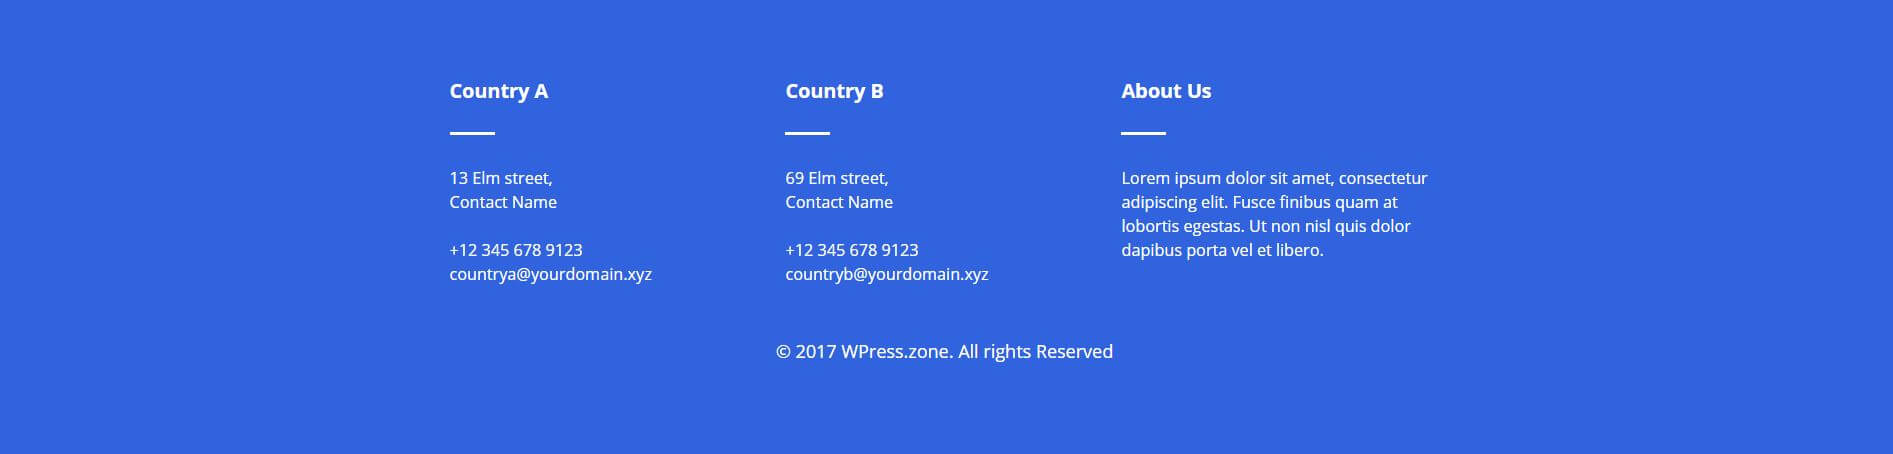 Country A
13 Elm street,
Contact Name
+12 345 678 9123
countrya@yourdomain.xyz
Country B
69 Elm street,
Contact Name
+12 345 678 9123
countryb@yourdomain.xyz
About Us
Lorem ipsum dolor sit amet, consectetur
adipiscing elit. Fusce finibus quam at
lobortis egestas. Ut non nisl quis dolor
dapibus porta vel et libero.
© 2017 WPress.zone. All rights Reserved